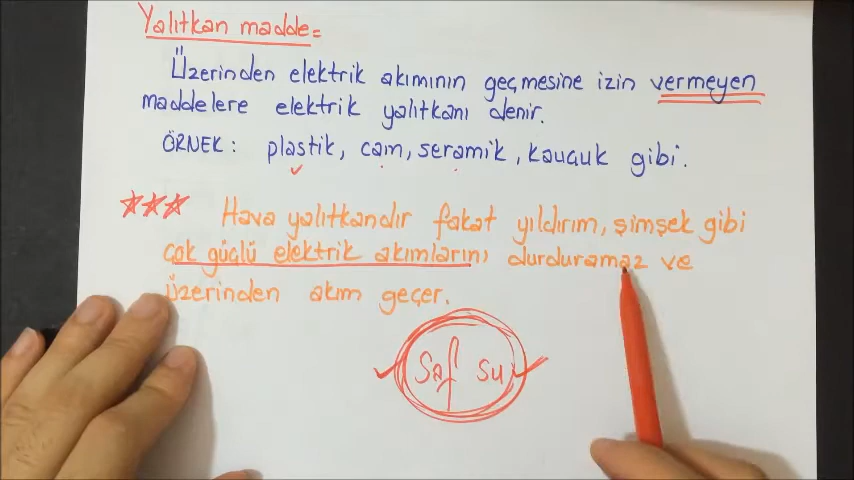 Yalıtkan madde=
Üzerinden elektrik akımının geçmesine izin vermeyen
maddelere elektrik yalıtkanı denir.
ÖRNEK: plastik, cam, seramik, kauçuk gibi.
Hava yalıtkandır fakat yıldırım, şimşek gibi
çok güçlü elektrik akımlarını durduramaz ve
üzerinden akım geçer.
Saf su